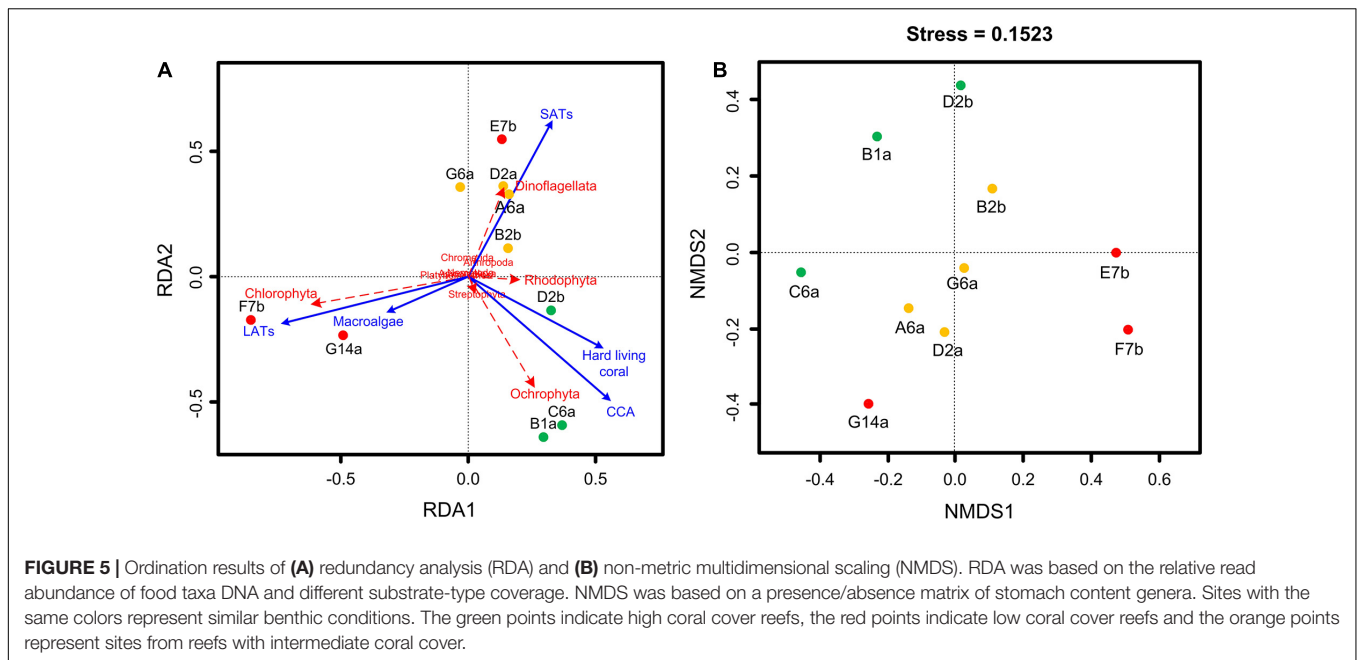 Stress = 0.1523
A
SATs
E7b
G6a
D2a
Dinoflagellata
A6a
B2b
Chromerida
Arthropoda
Rhodophyta
Streptophyta
Chlorophyta
D2b
F7b
LATs
Macroalgae
G14a
Hard living
coral
Ochrophyta
CCA
C6a
B1a
0.5
0.0
-0.5
RDA2
-0.5
0.0
0.5
RDA1
B
D2b
B1a
B2b
E7b
G6a
C6a
A6a
D2a
F7b
G14a
0.4
0.2
0.0
-0.2
-0.4
NMDS2
-0.4
-0.2
0.0
0.2
0.4
0.6
NMDS1
FIGURE 5 | Ordination results of (A) redundancy analysis (RDA) and (B) non-metric multidimensional scaling (NMDS). RDA was based on the relative read
abundance of food taxa DNA and different substrate-type coverage. NMDS was based on a presence/absence matrix of stomach content genera. Sites with the
same colors represent similar benthic conditions. The green points indicate high coral cover reefs, the red points indicate low coral cover reefs and the orange points
represent sites from reefs with intermediate coral cover.